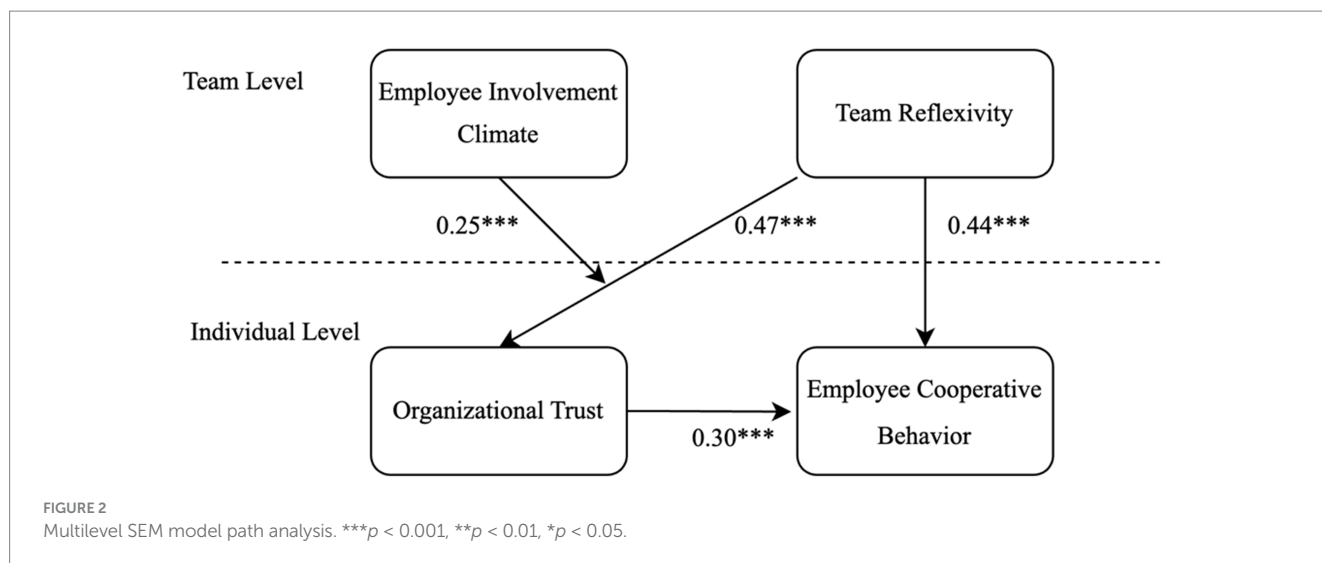 Team Level
Employee Involvement
Climate
Team Reflexivity
0.25***
0.47***
0.44***
Individual Level
Organizational Trust
0.30***
Employee Cooperative
Behavior
FIGURE 2
Multilevel SEM model path analysis. ***p < 0.001, **p < 0.01, *p < 0.05.